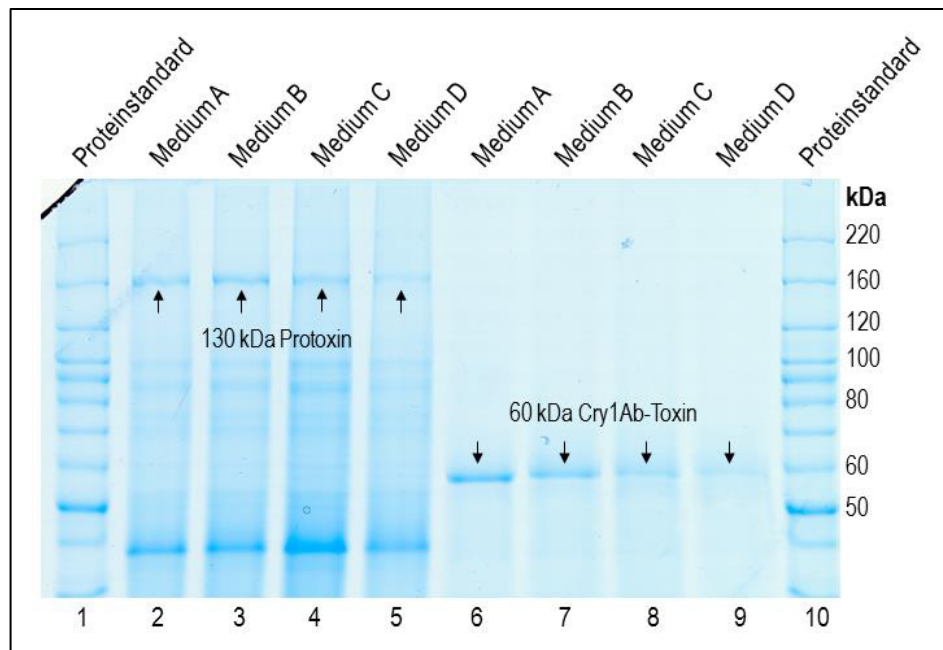 Proteinstandard
Medium A
Medium B
Medium C
Medium D
Medium A
Medium B
Medium C
Medium D
Proteinstandard
kDa
220
160
130 kDa Protoxin
120
100
80
60 kDa Cry1Ab-Toxin
60
50
1 2 3 4 5 6 7 8 9 10